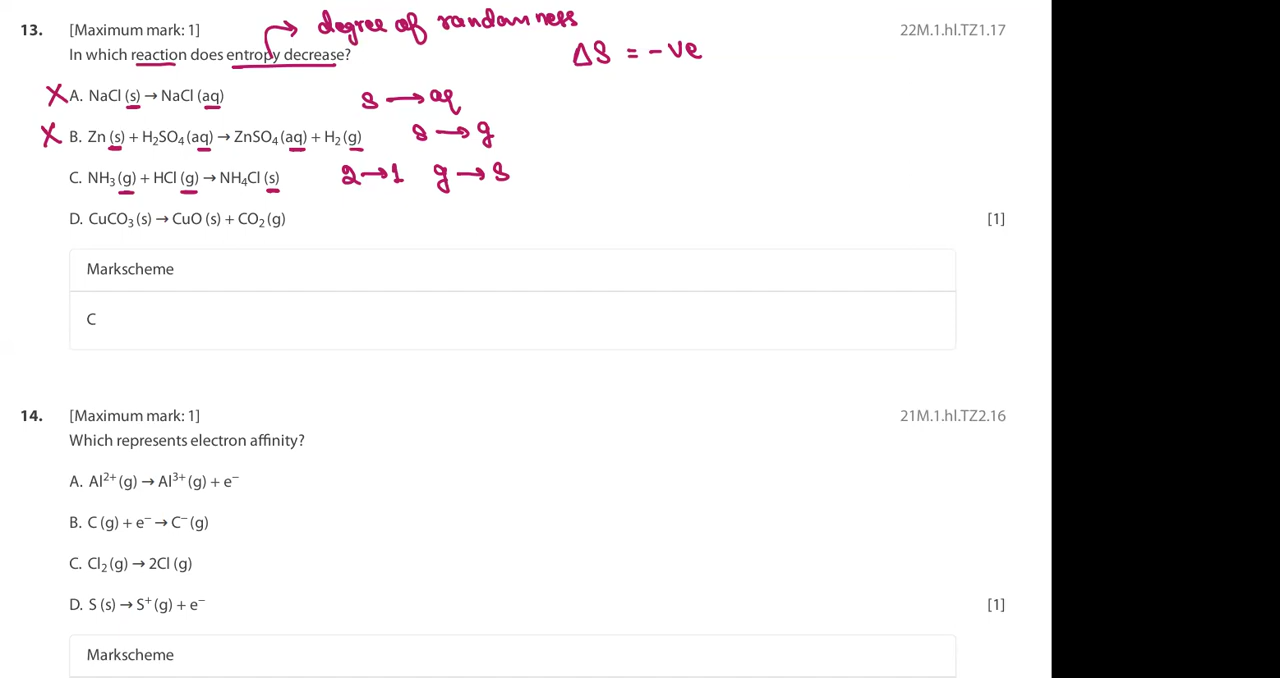 degree of randomness
13. [Maximum mark: 1] 22M.1.hl.TZ1.17
In which reaction does entropy decrease? ΔS = -ve
X A. NaCl (s) → NaCl (aq) s → aq
X B. Zn (s) + H₂SO₄ (aq) → ZnSO₄ (aq) + H₂ (g) s → g
C. NH₃ (g) + HCl (g) → NH₄Cl (s) 2→1 g → s
D. CuCO₃ (s) → CuO (s) + CO₂ (g) [1]
Markscheme
C
14. [Maximum mark: 1] 21M.1.hl.TZ2.16
Which represents electron affinity?
A. Al²⁺ (g) → Al³⁺ (g) + e⁻
B. C (g) + e⁻ → C⁻ (g)
C. Cl₂ (g) → 2Cl (g)
D. S (s) → S⁺ (g) + e⁻ [1]
Markscheme